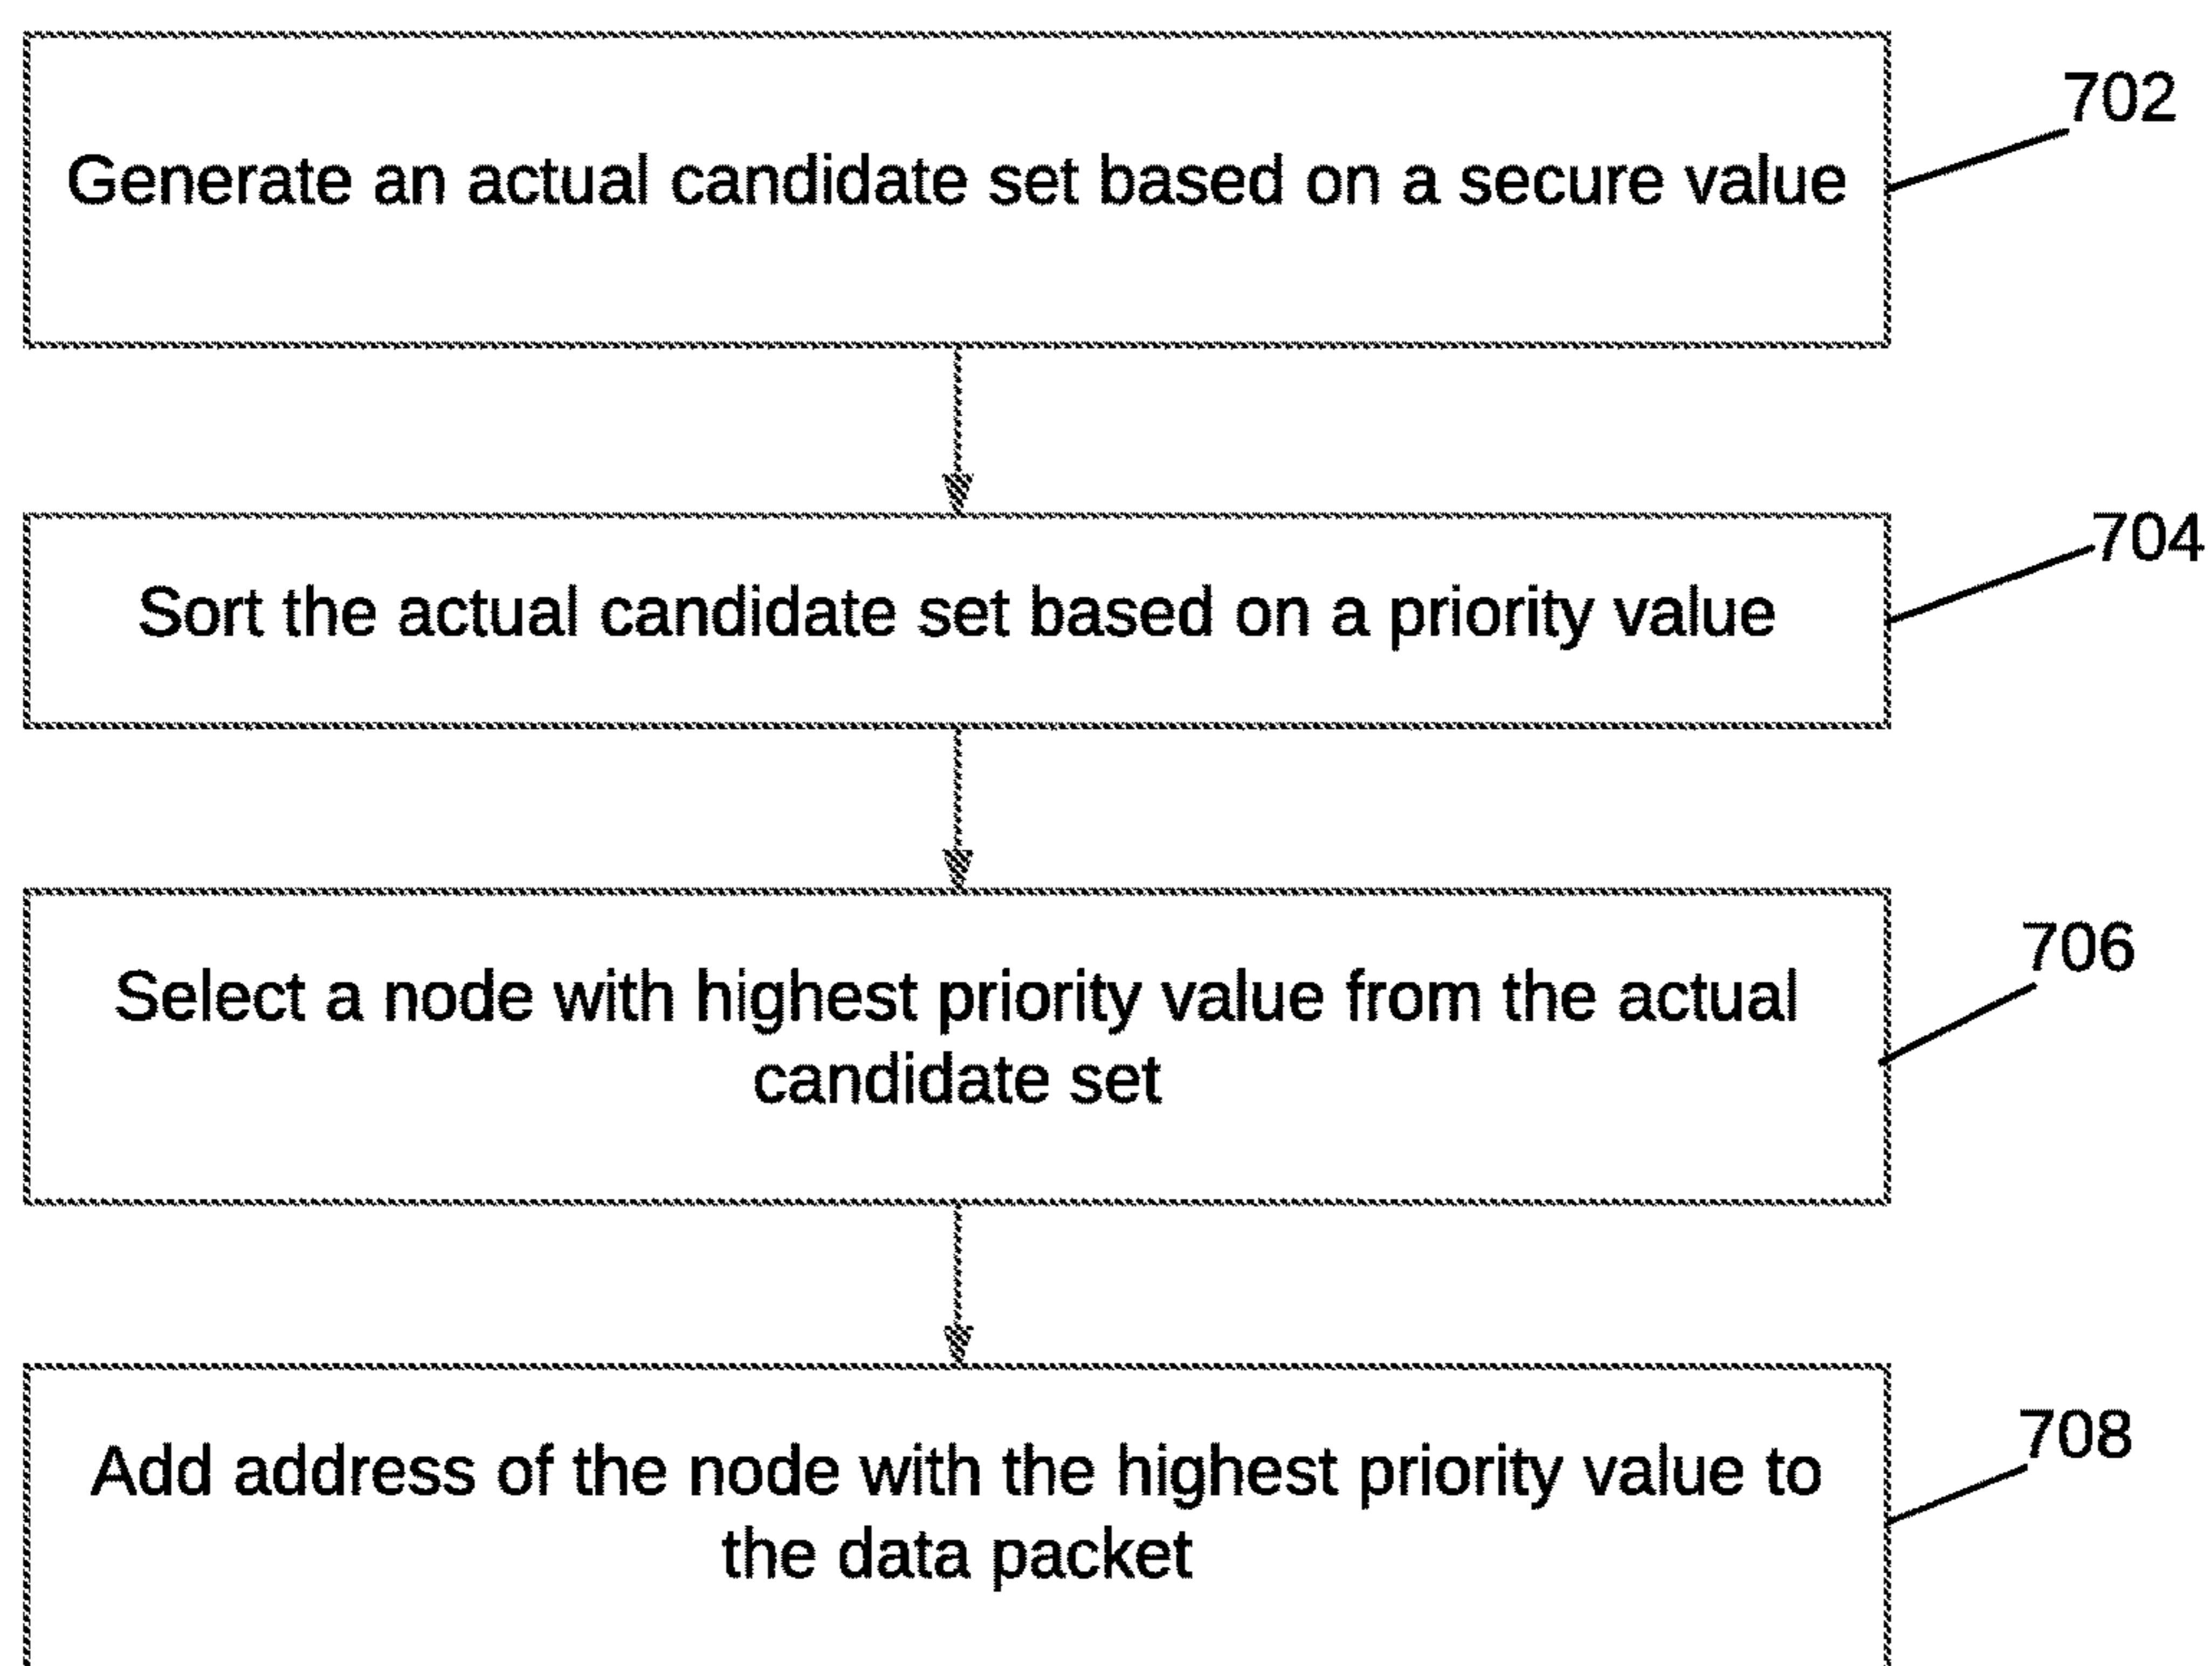 702
Generate an actual candidate set based on a secure value
704
Sort the actual candidate set based on a priority value
706
Select a node with highest priority value from the actual
candidate set
708
Add address of the node with the highest priority value to
the data packet